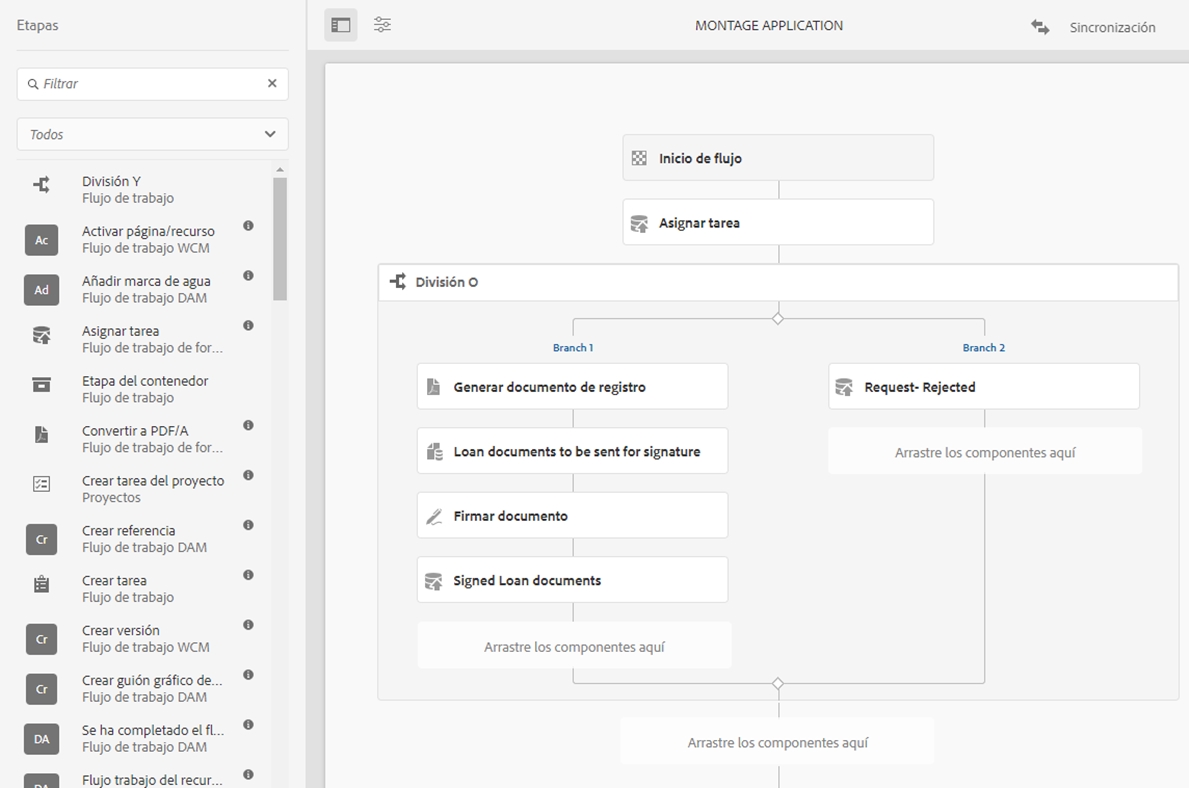 Etapas
MONTAGE APPLICATION
Sincronización
Filtrar
Todos
División Y
Flujo de trabajo
Ac
Activar página/recurso
Flujo de trabajo WCM
Ad
Añadir marca de agua
Flujo de trabajo DAM
Asignar tarea
Flujo de trabajo de for...
Etapa del contenedor
Flujo de trabajo
Convertir a PDF/A
Flujo de trabajo de for...
Crear tarea del proyecto
Proyectos
Cr
Crear referencia
Flujo de trabajo DAM
Crear tarea
Flujo de trabajo
Cr
Crear versión
Flujo de trabajo WCM
Cr
Crear guión gráfico de...
Flujo de trabajo DAM
DA
Se ha completado el fl...
Flujo de trabajo DAM
DA
Flujo trabajo del recur...
Inicio de flujo
Asignar tarea
División O
Branch 1
Branch 2
Generar documento de registro
Request- Rejected
Loan documents to be sent for signature
Arrastre los componentes aquí
Firmar documento
Signed Loan documents
Arrastre los componentes aquí
Arrastre los componentes aquí